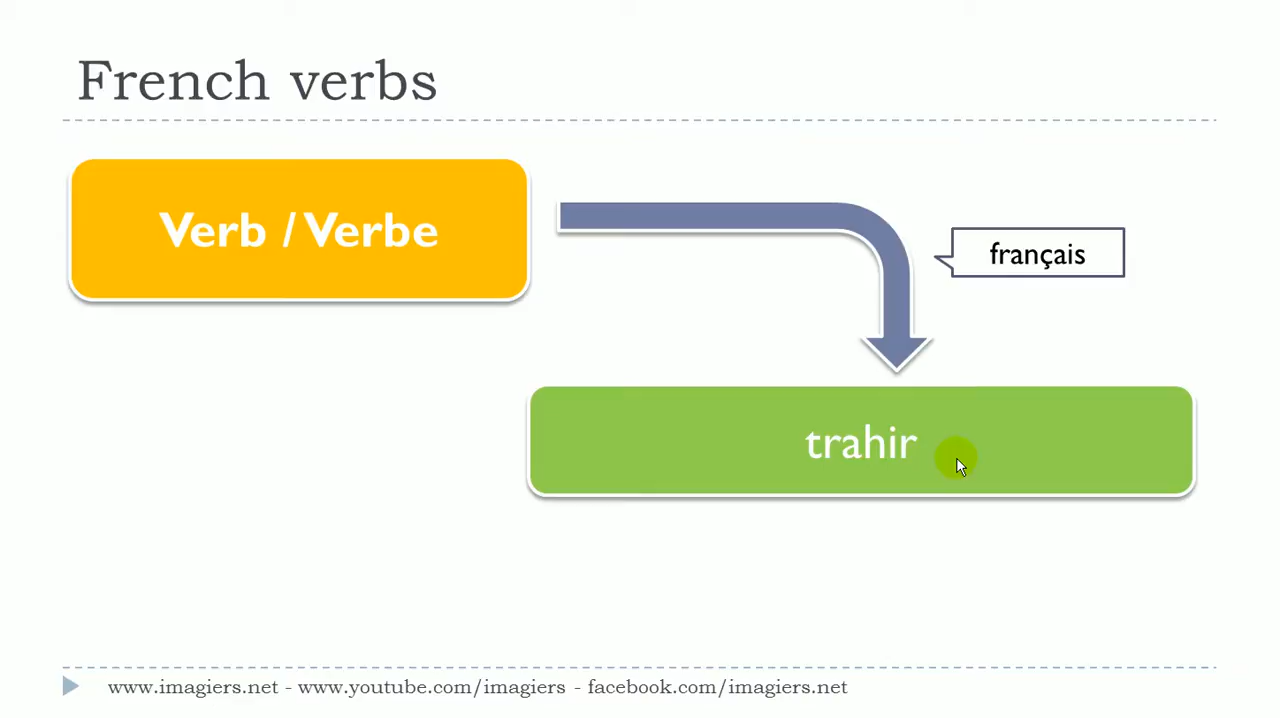 French verbs
Verb / Verbe
français
trahir
www.imagiers.net - www.youtube.com/imagiers - facebook.com/imagiers.net